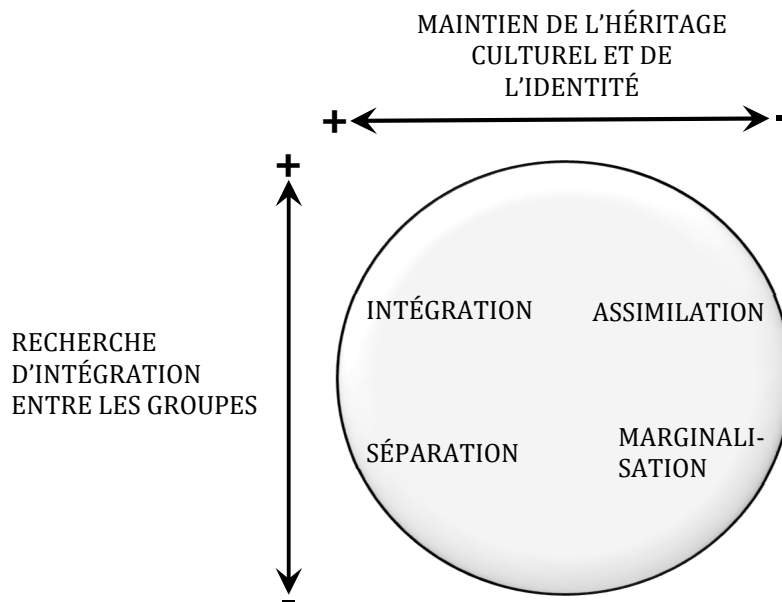 MAINTIEN DE L’HÉRITAGE
CULTUREL ET DE
L’IDENTITÉ
+ -
+
INTÉGRATION ASSIMILATION
RECHERCHE
D’INTÉGRATION
ENTRE LES GROUPES
SÉPARATION
MARGINALI-
SATION
-